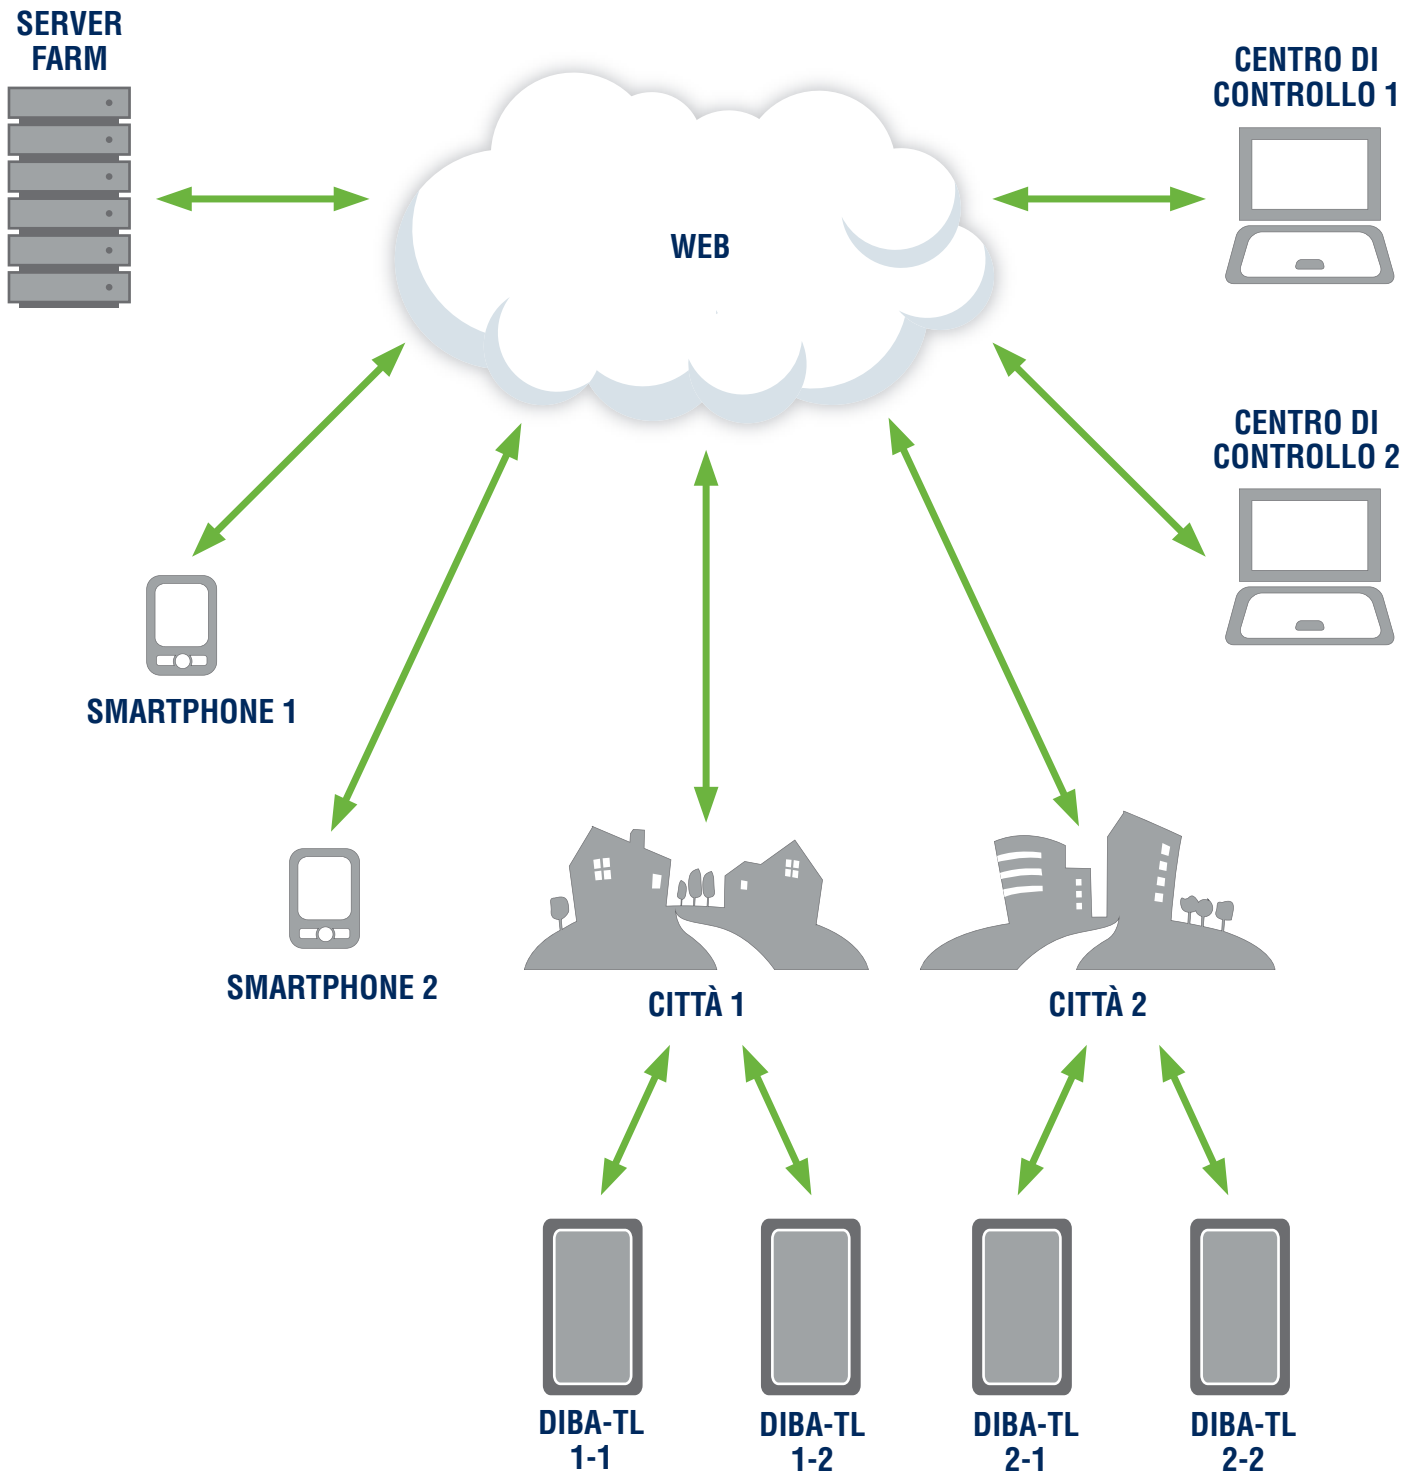 SERVER
FARM
CENTRO DI
CONTROLLO 1
WEB
CENTRO DI
CONTROLLO 2
SMARTPHONE 1
SMARTPHONE 2
CITTÀ 1
CITTÀ 2
DIBA-TL
1-1
DIBA-TL
1-2
DIBA-TL
2-1
DIBA-TL
2-2